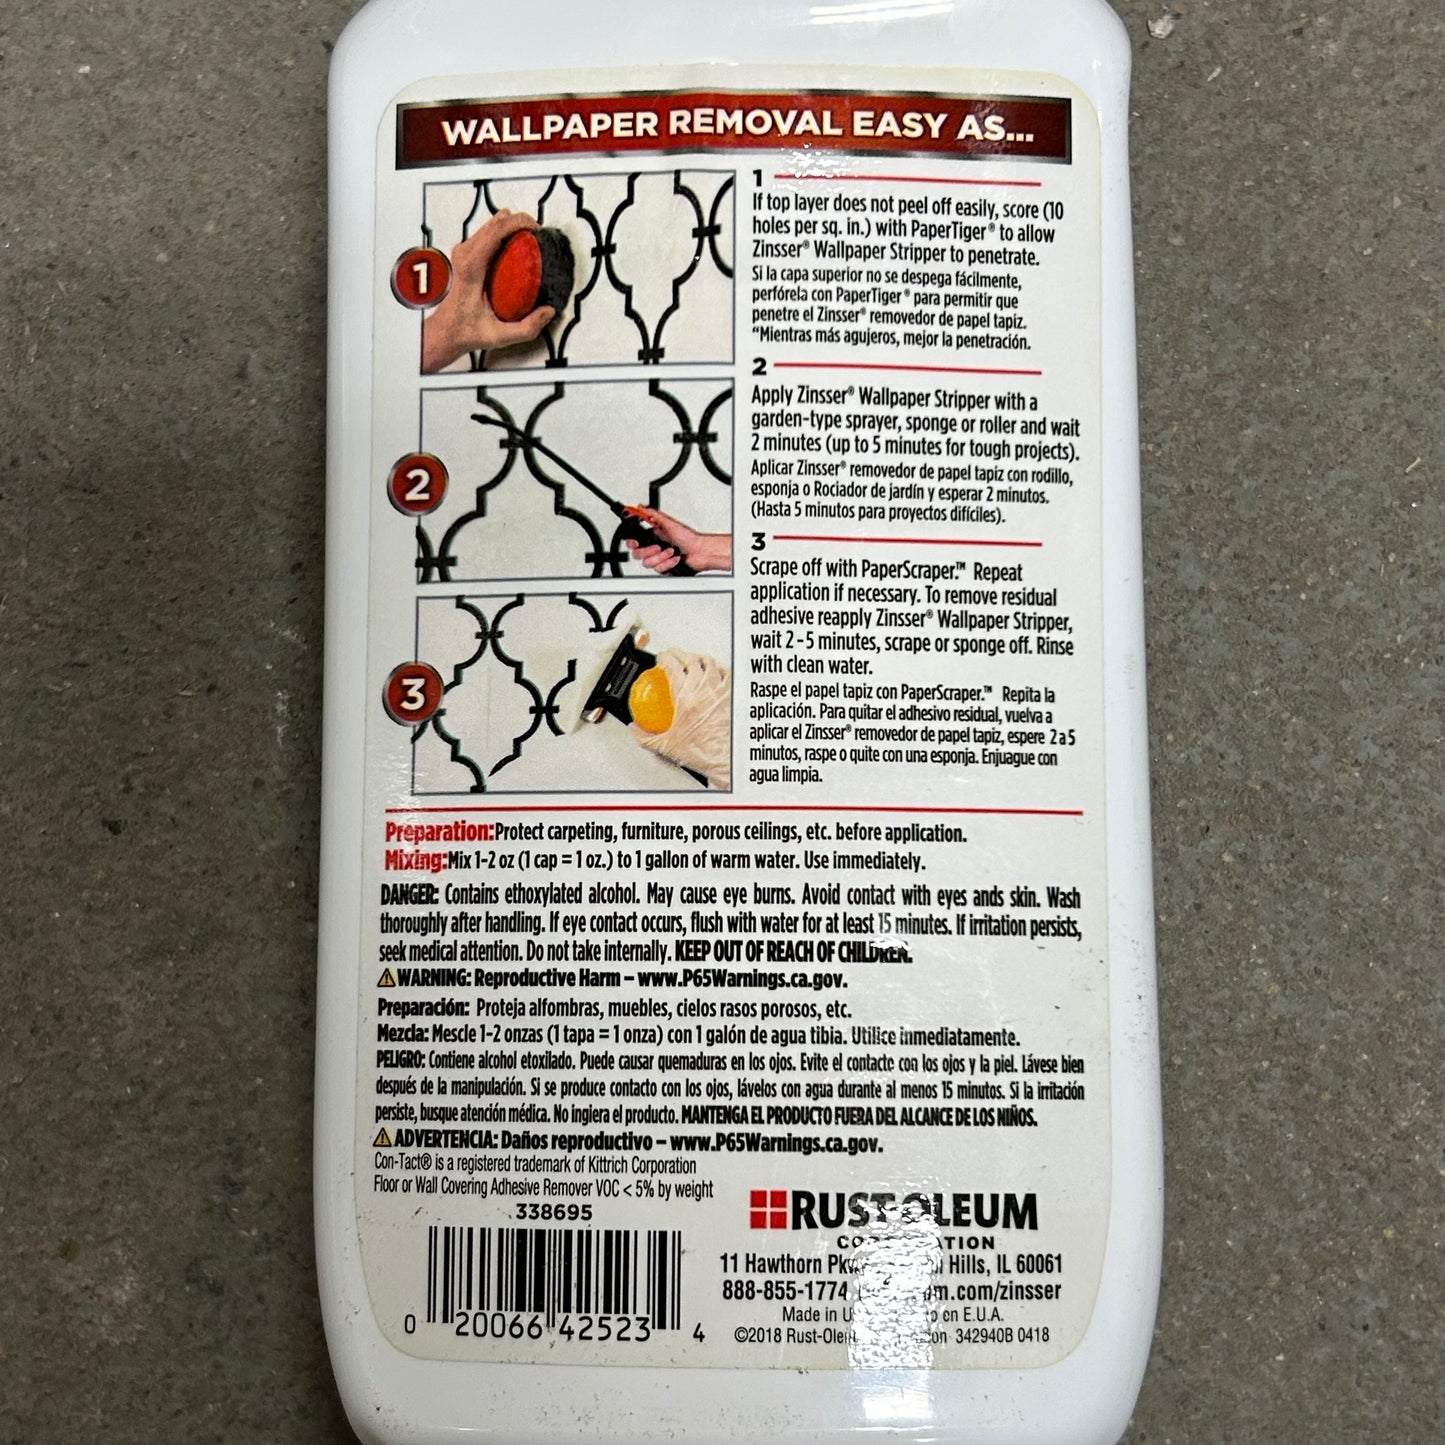 WALLPAPER REMOVAL EASY AS...
1
1
If top layer does not peel off easily, score (10
holes per sq. in.) with PaperTiger® to allow
Zinsser® Wallpaper Stripper to penetrate.
Si la capa superior no se despega fácilmente,
perfórela con PaperTiger® para permitir que
penetre el Zinsser® removedor de papel tapiz.
"Mientras más agujeros, mejor la penetración.
2
2
Apply Zinsser® Wallpaper Stripper with a
garden-type sprayer, sponge or roller and wait
2 minutes (up to 5 minutes for tough projects).
Aplicar Zinsser® removedor de papel tapiz con rodillo,
esponja o Rociador de jardín y esperar 2 minutos.
(Hasta 5 minutos para proyectos difíciles).
3
3
Scrape off with PaperScraper.™ Repeat
application if necessary. To remove residual
adhesive reapply Zinsser® Wallpaper Stripper,
wait 2-5 minutes, scrape or sponge off. Rinse
with clean water.
Raspe el papel tapiz con PaperScraper.™ Repita la
aplicación. Para quitar el adhesivo residual, vuelva a
aplicar el Zinsser® removedor de papel tapiz, espere 2 a 5
minutos, raspe o quite con una esponja. Enjuague con
agua limpia.
Preparation: Protect carpeting, furniture, porous ceilings, etc. before application.
Mixing: Mix 1-2 oz (1 cap = 1 oz.) to 1 gallon of warm water. Use immediately.
DANGER: Contains ethoxylated alcohol. May cause eye burns. Avoid contact with eyes ands skin. Wash
thoroughly after handling. If eye contact occurs, flush with water for at least 15 minutes. If irritation persists,
seek medical attention. Do not take internally. KEEP OUT OF REACH OF CHILDREN.
⚠WARNING: Reproductive Harm – www.P65Warnings.ca.gov.
Preparación: Proteja alfombras, muebles, cielos rasos porosos, etc.
Mezcla: Mescle 1-2 onzas (1 tapa = 1 onza) con 1 galón de agua tibia. Utilice inmediatamente.
PELIGRO: Contiene alcohol etoxilado. Puede causar quemaduras en los ojos. Evite el contacto con los ojos y la piel. Lávese bien
después de la manipulación. Si se produce contacto con los ojos, lávelos con agua durante al menos 15 minutos. Si la irritación
persiste, busque atención médica. No ingiera el producto. MANTENGA EL PRODUCTO FUERA DEL ALCANCE DE LOS NIÑOS.
⚠ADVERTENCIA: Daños reproductivo – www.P65Warnings.ca.gov.
Con-Tact® is a registered trademark of Kittrich Corporation
Floor or Wall Covering Adhesive Remover VOC < 5% by weight
338695
0 20066 42523 4
RUST-OLEUM
CORPORATION
11 Hawthorn Hills, IL 60061
888-855-1774
Made in en E.U.A.
©2018 342940B 0418